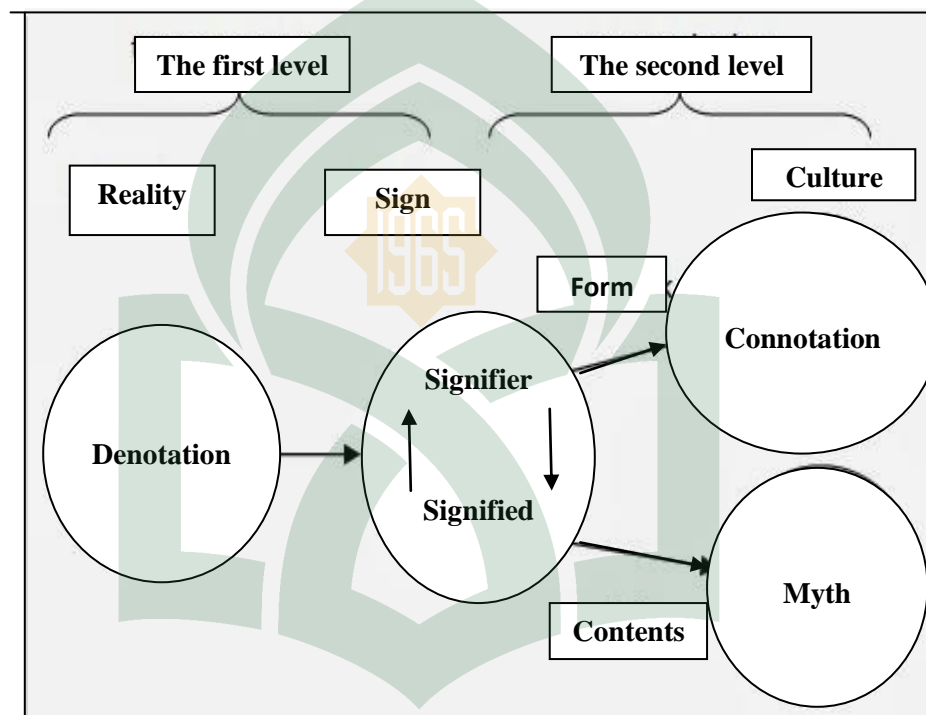 The first level
The second level
Reality
Sign
Culture
1965
Form
Connotation
Signifier
Denotation
Signified
Myth
Contents